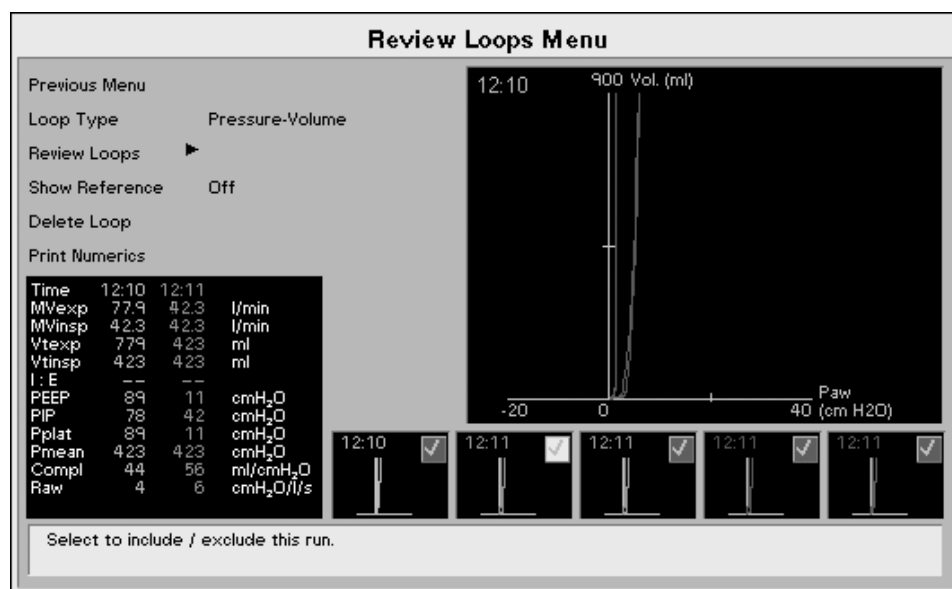 Review Loops Menu
Previous Menu
Loop Type Pressure-Volume
Review Loops
Show Reference Off
Delete Loop
Print Numerics
Time 12:10 12:11
MVexp 77.9 42.3 l/min
MVinsp 42.3 42.3 l/min
Vtexp 779 423 ml
Vtinsp 423 423 ml
I : E -- --
PEEP 89 11 cmH2O
PIP 78 42 cmH2O
Pplat 89 11 cmH2O
Pmean 423 423 cmH2O
Compl 44 56 ml/cmH2O
Raw 4 6 cmH2O/l/s
12:10 900 Vol. (ml)
Paw
-20 0 40 (cm H2O)
12:10 12:11 12:11 12:11 12:11
Select to include / exclude this run.